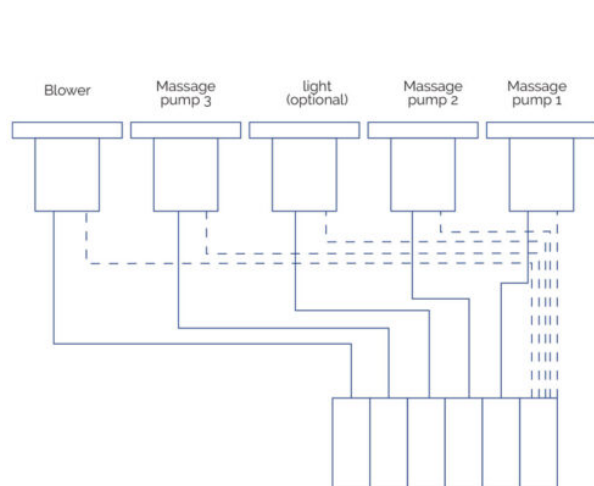 Blower
Massage
pump 3
light
(optional)
Massage
pump 2
Massage
pump 1